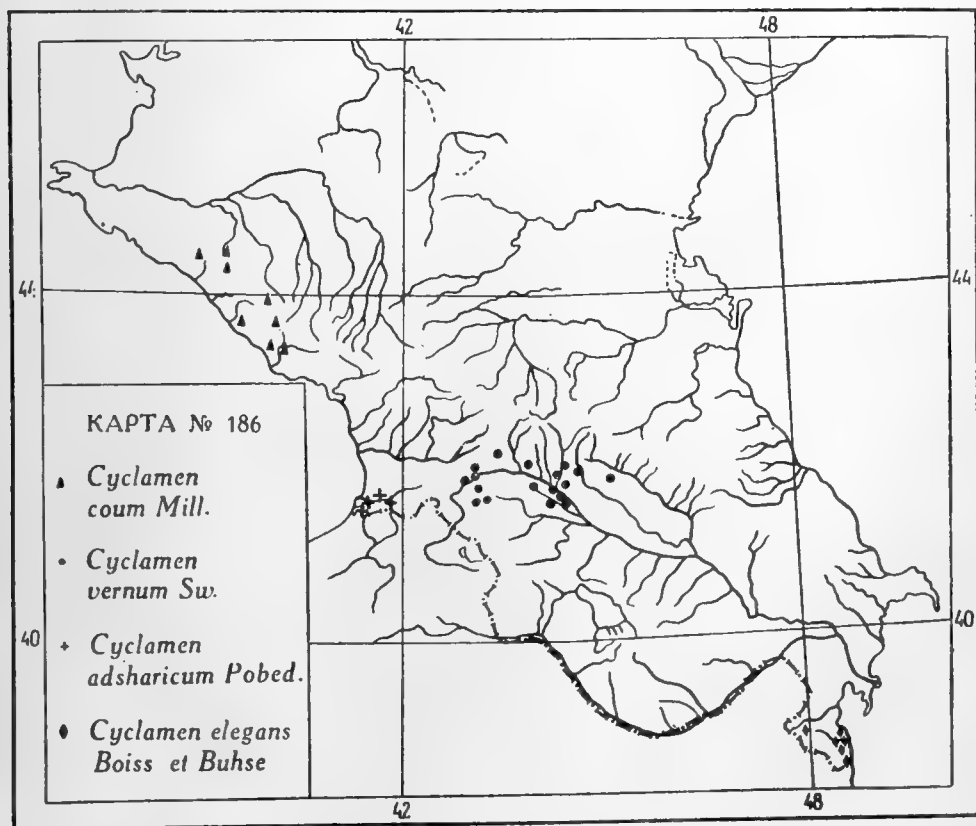 42 48
44 44
КАРТА № 186
Cyclamen
coum Mill.
Cyclamen
vernum Sw.
40 40
Cyclamen
adsharicum Pobed.
Cyclamen elegans
Boiss et Buhse
42 48